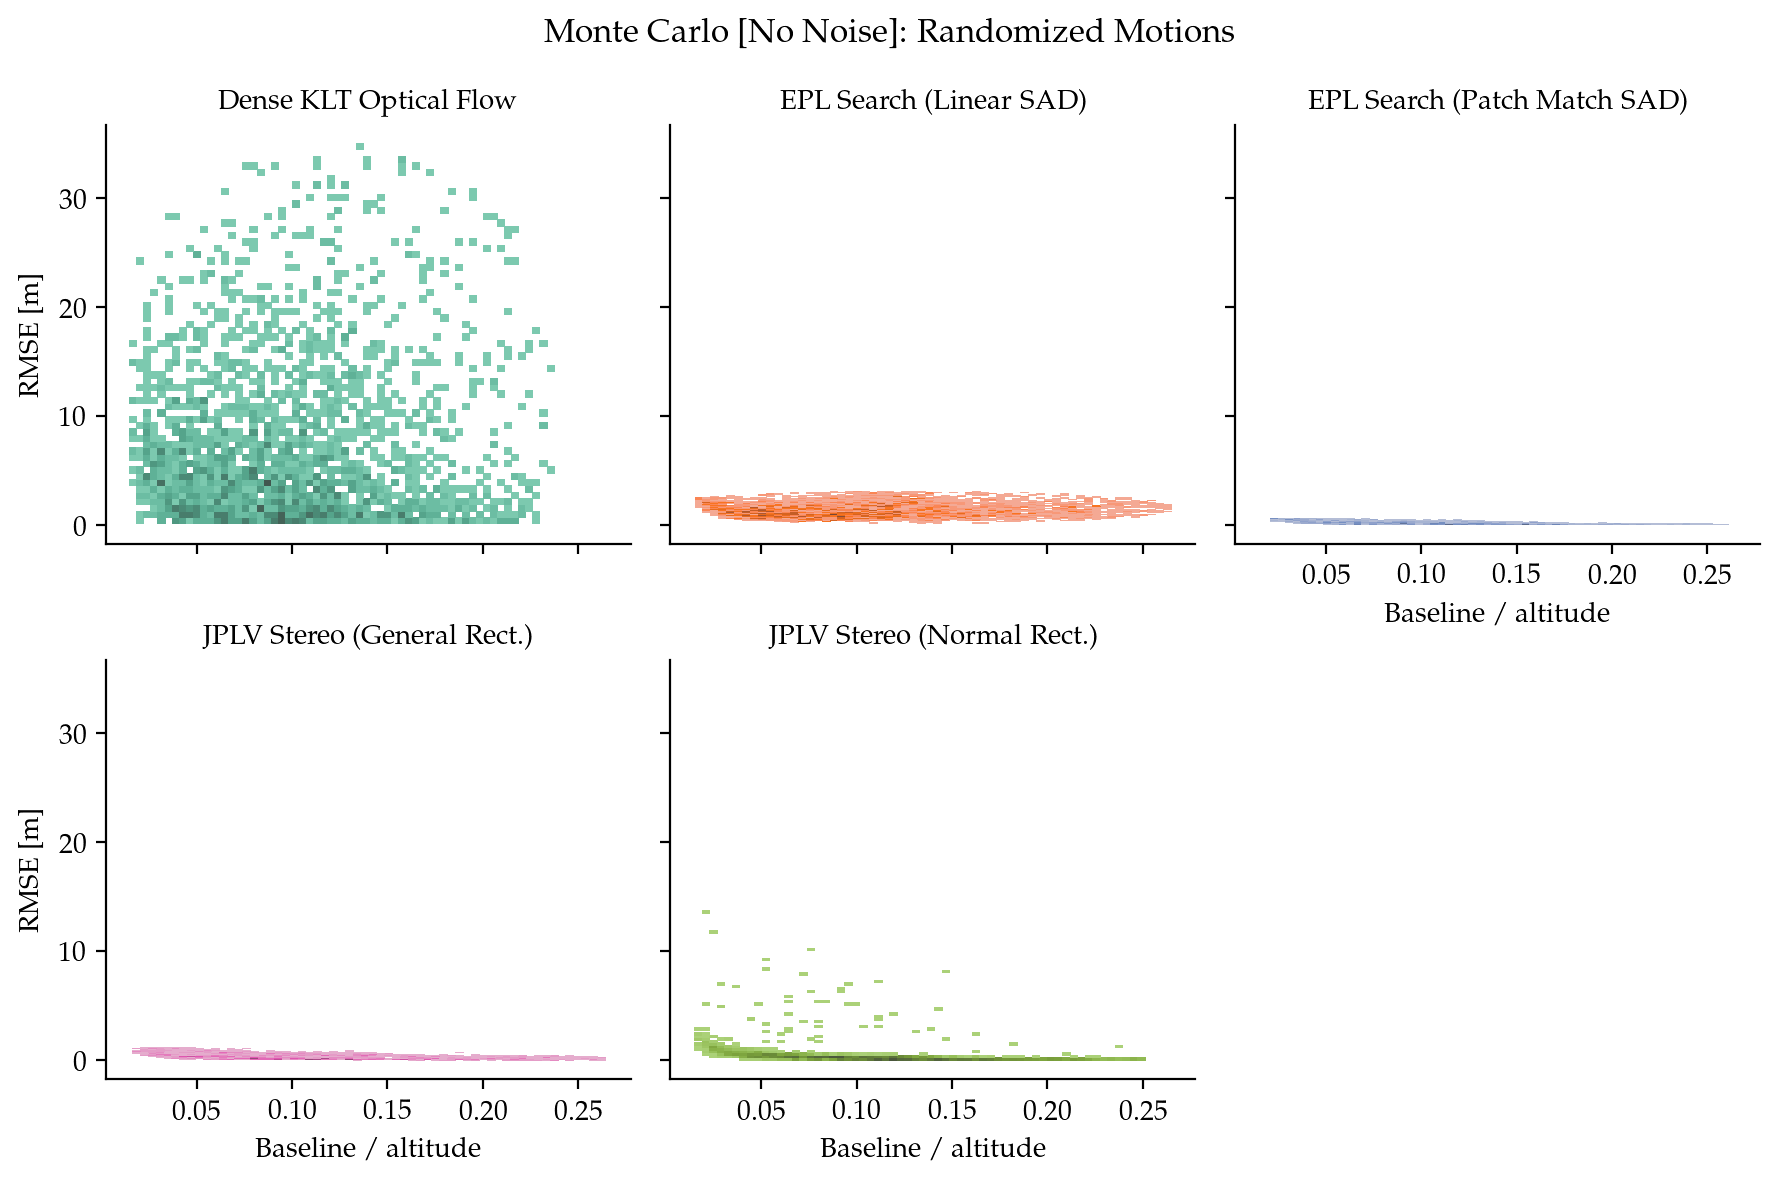 Monte Carlo [No Noise]: Randomized Motions
Dense KLT Optical Flow
EPL Search (Linear SAD)
EPL Search (Patch Match SAD)
RMSE [m]
30
20
10
0
0.05 0.10 0.15 0.20 0.25
Baseline / altitude
JPLV Stereo (General Rect.)
JPLV Stereo (Normal Rect.)
RMSE [m]
30
20
10
0
0.05 0.10 0.15 0.20 0.25
Baseline / altitude
0.05 0.10 0.15 0.20 0.25
Baseline / altitude